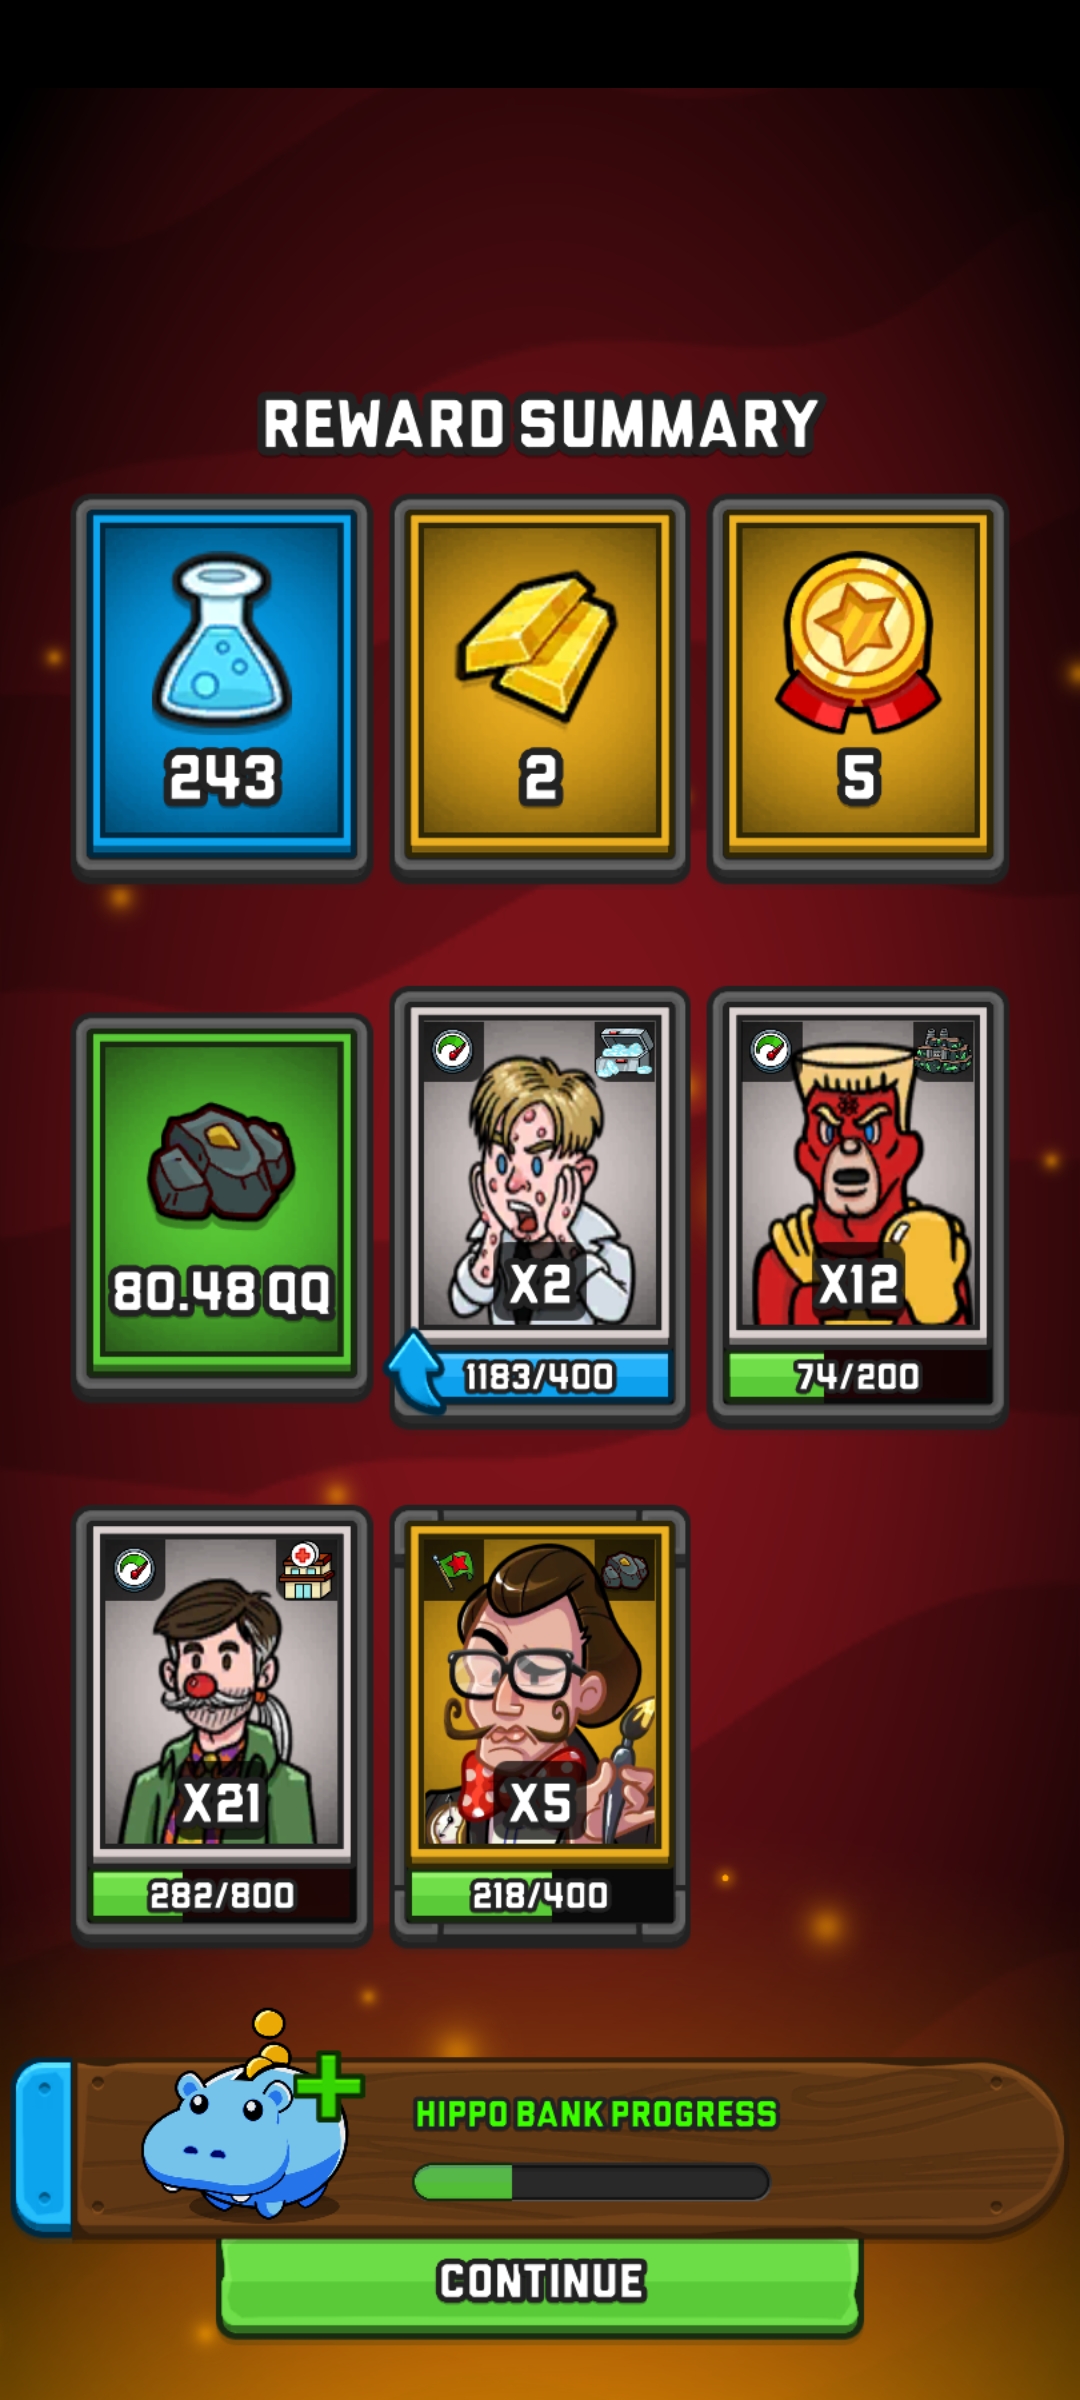 REWARD SUMMARY
243
2
5
80.48 QQ
X2
1183/400
X12
74/200
X21
282/800
X5
218/400
HIPPO BANK PROGRESS
CONTINUE